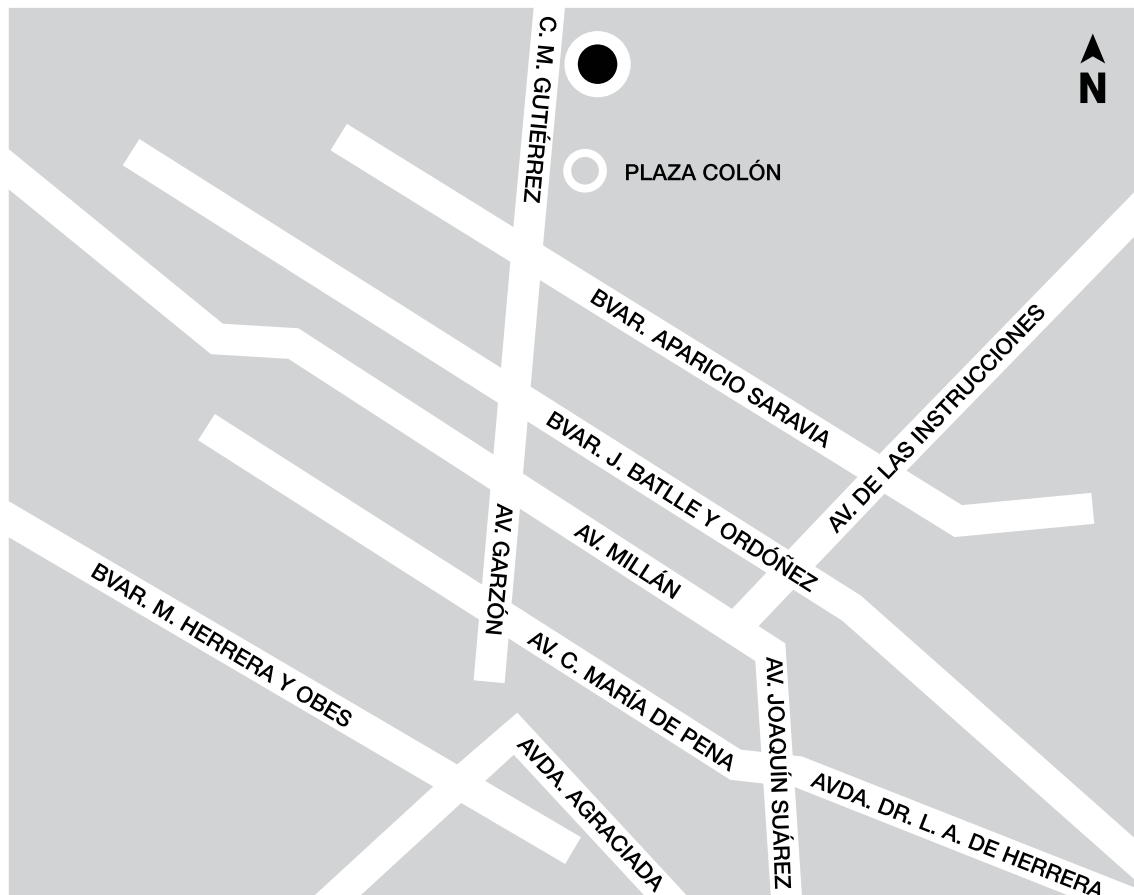 C. M. GUTIÉRREZ
N
PLAZA COLÓN
BVAR. APARICIO SARAVIA
AV. DE LAS INSTRUCCIONES
BVAR. J. BATLLE Y ORDÓÑEZ
AV. GARZÓN
AV. MILLÁN
BVAR. M. HERRERA Y OBES
AV. C. MARÍA DE PENA
AV. JOAQUÍN SUÁREZ
AVDA. AGRACIADA
AVDA. DR. L. A. DE HERRERA